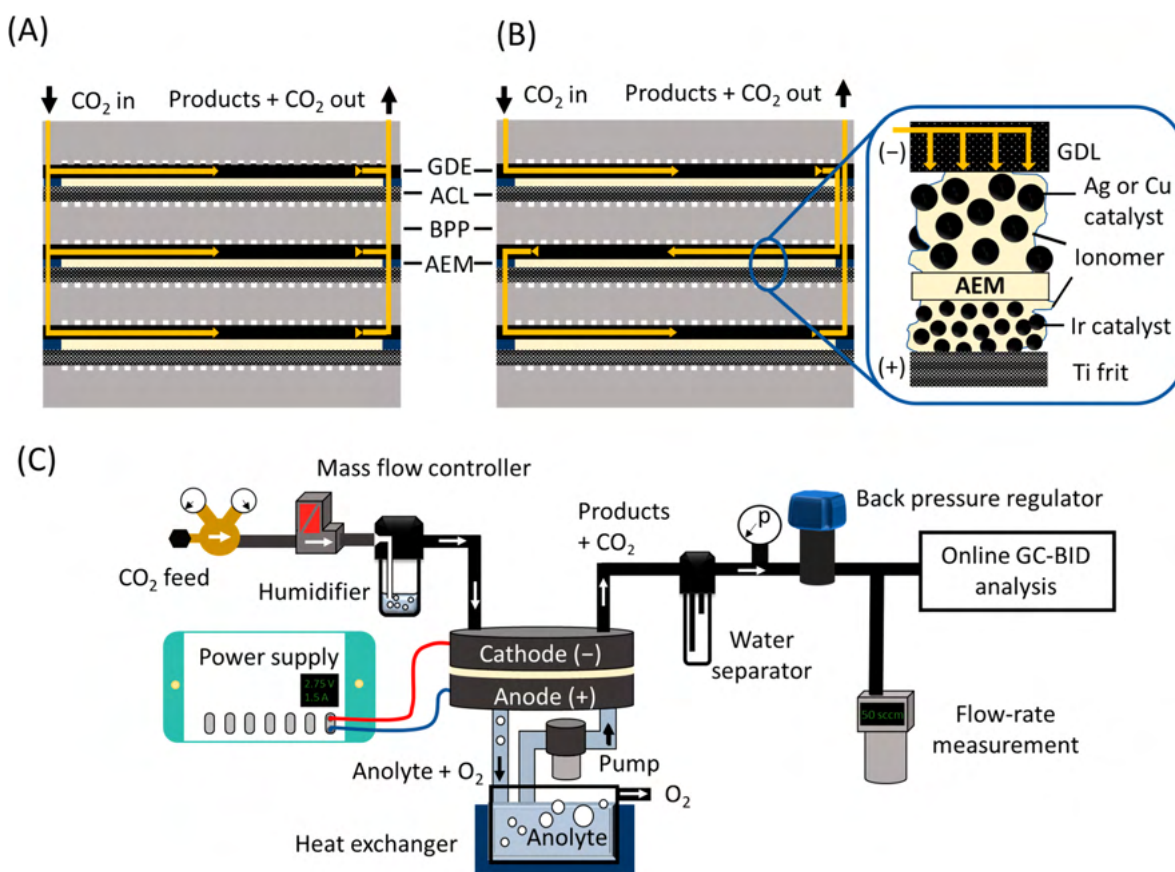 (A)
CO₂ in
Products + CO₂ out
(B)
CO₂ in
Products + CO₂ out
GDE
ACL
BPP
AEM
(−)
GDL
Ag or Cu
catalyst
Ionomer
AEM
Ir catalyst
(+)
Ti frit
(C)
Mass flow controller
CO₂ feed
Humidifier
Products
+ CO₂
p
Back pressure regulator
Online GC-BID
analysis
Power supply
2.75 V
1.5 A
Cathode (−)
Anode (+)
Water
separator
50 sccm
Flow-rate
measurement
Anolyte + O₂
Pump
O₂
Heat exchanger
Anolyte